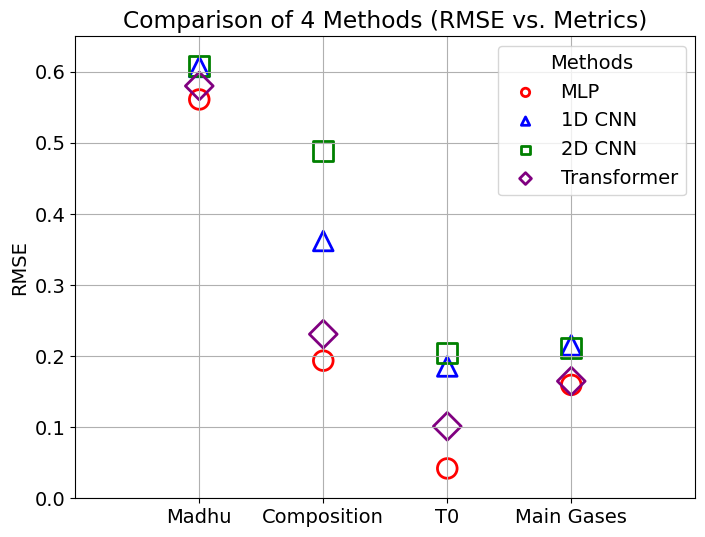 Comparison of 4 Methods (RMSE vs. Metrics)
RMSE
0.6
0.5
0.4
0.3
0.2
0.1
0.0
Methods
MLP
1D CNN
2D CNN
Transformer
Madhu
Composition
T0
Main Gases